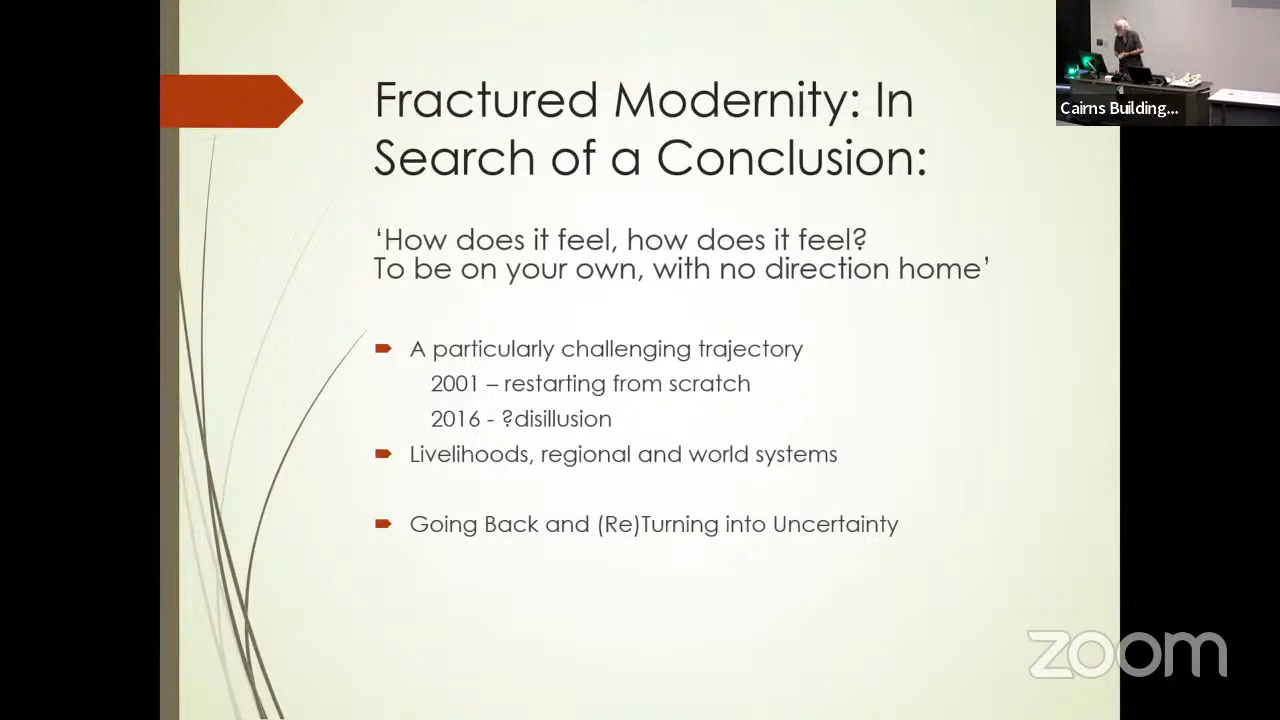 Fractured Modernity: In
Search of a Conclusion:
‘How does it feel, how does it feel?
To be on your own, with no direction home’
A particularly challenging trajectory
2001 – restarting from scratch
2016 - ?disillusion
Livelihoods, regional and world systems
Going Back and (Re)Turning into Uncertainty
Cairns Building...
zoom